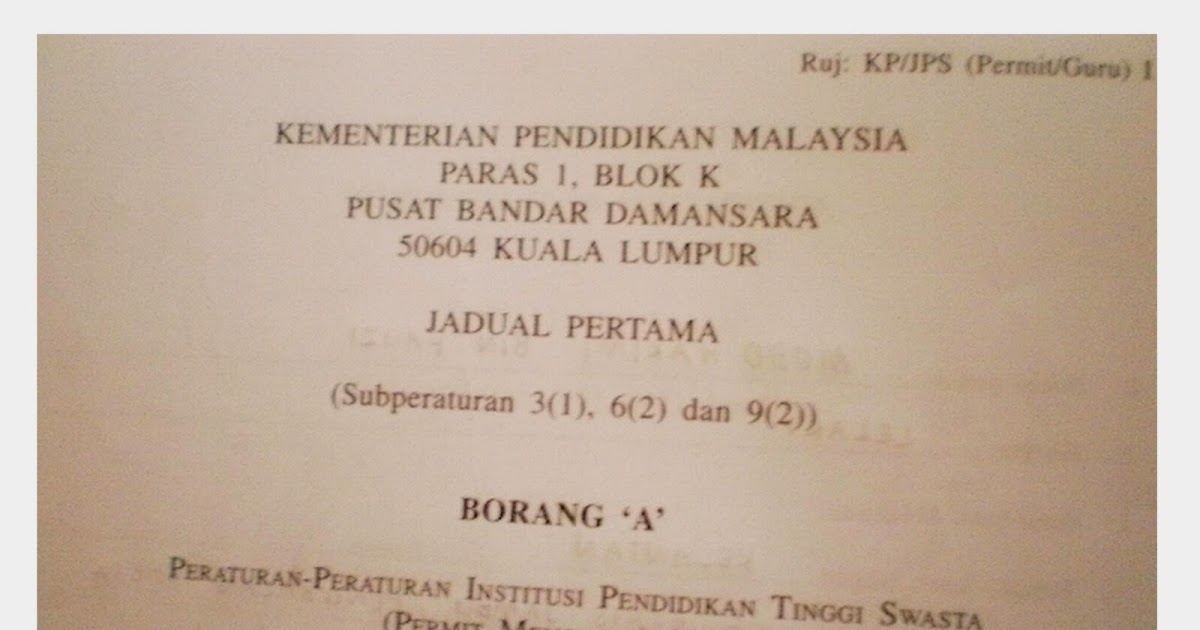 Ruj: KP/JPS (Permit/Guru) 1
KEMENTERIAN PENDIDIKAN MALAYSIA
PARAS 1, BLOK K
PUSAT BANDAR DAMANSARA
50604 KUALA LUMPUR
JADUAL PERTAMA
(Subperaturan 3(1), 6(2) dan 9(2))
BORANG ‘A’
PERATURAN-PERATURAN INSTITUSI PENDIDIKAN TINGGI SWASTA
(PERMIT